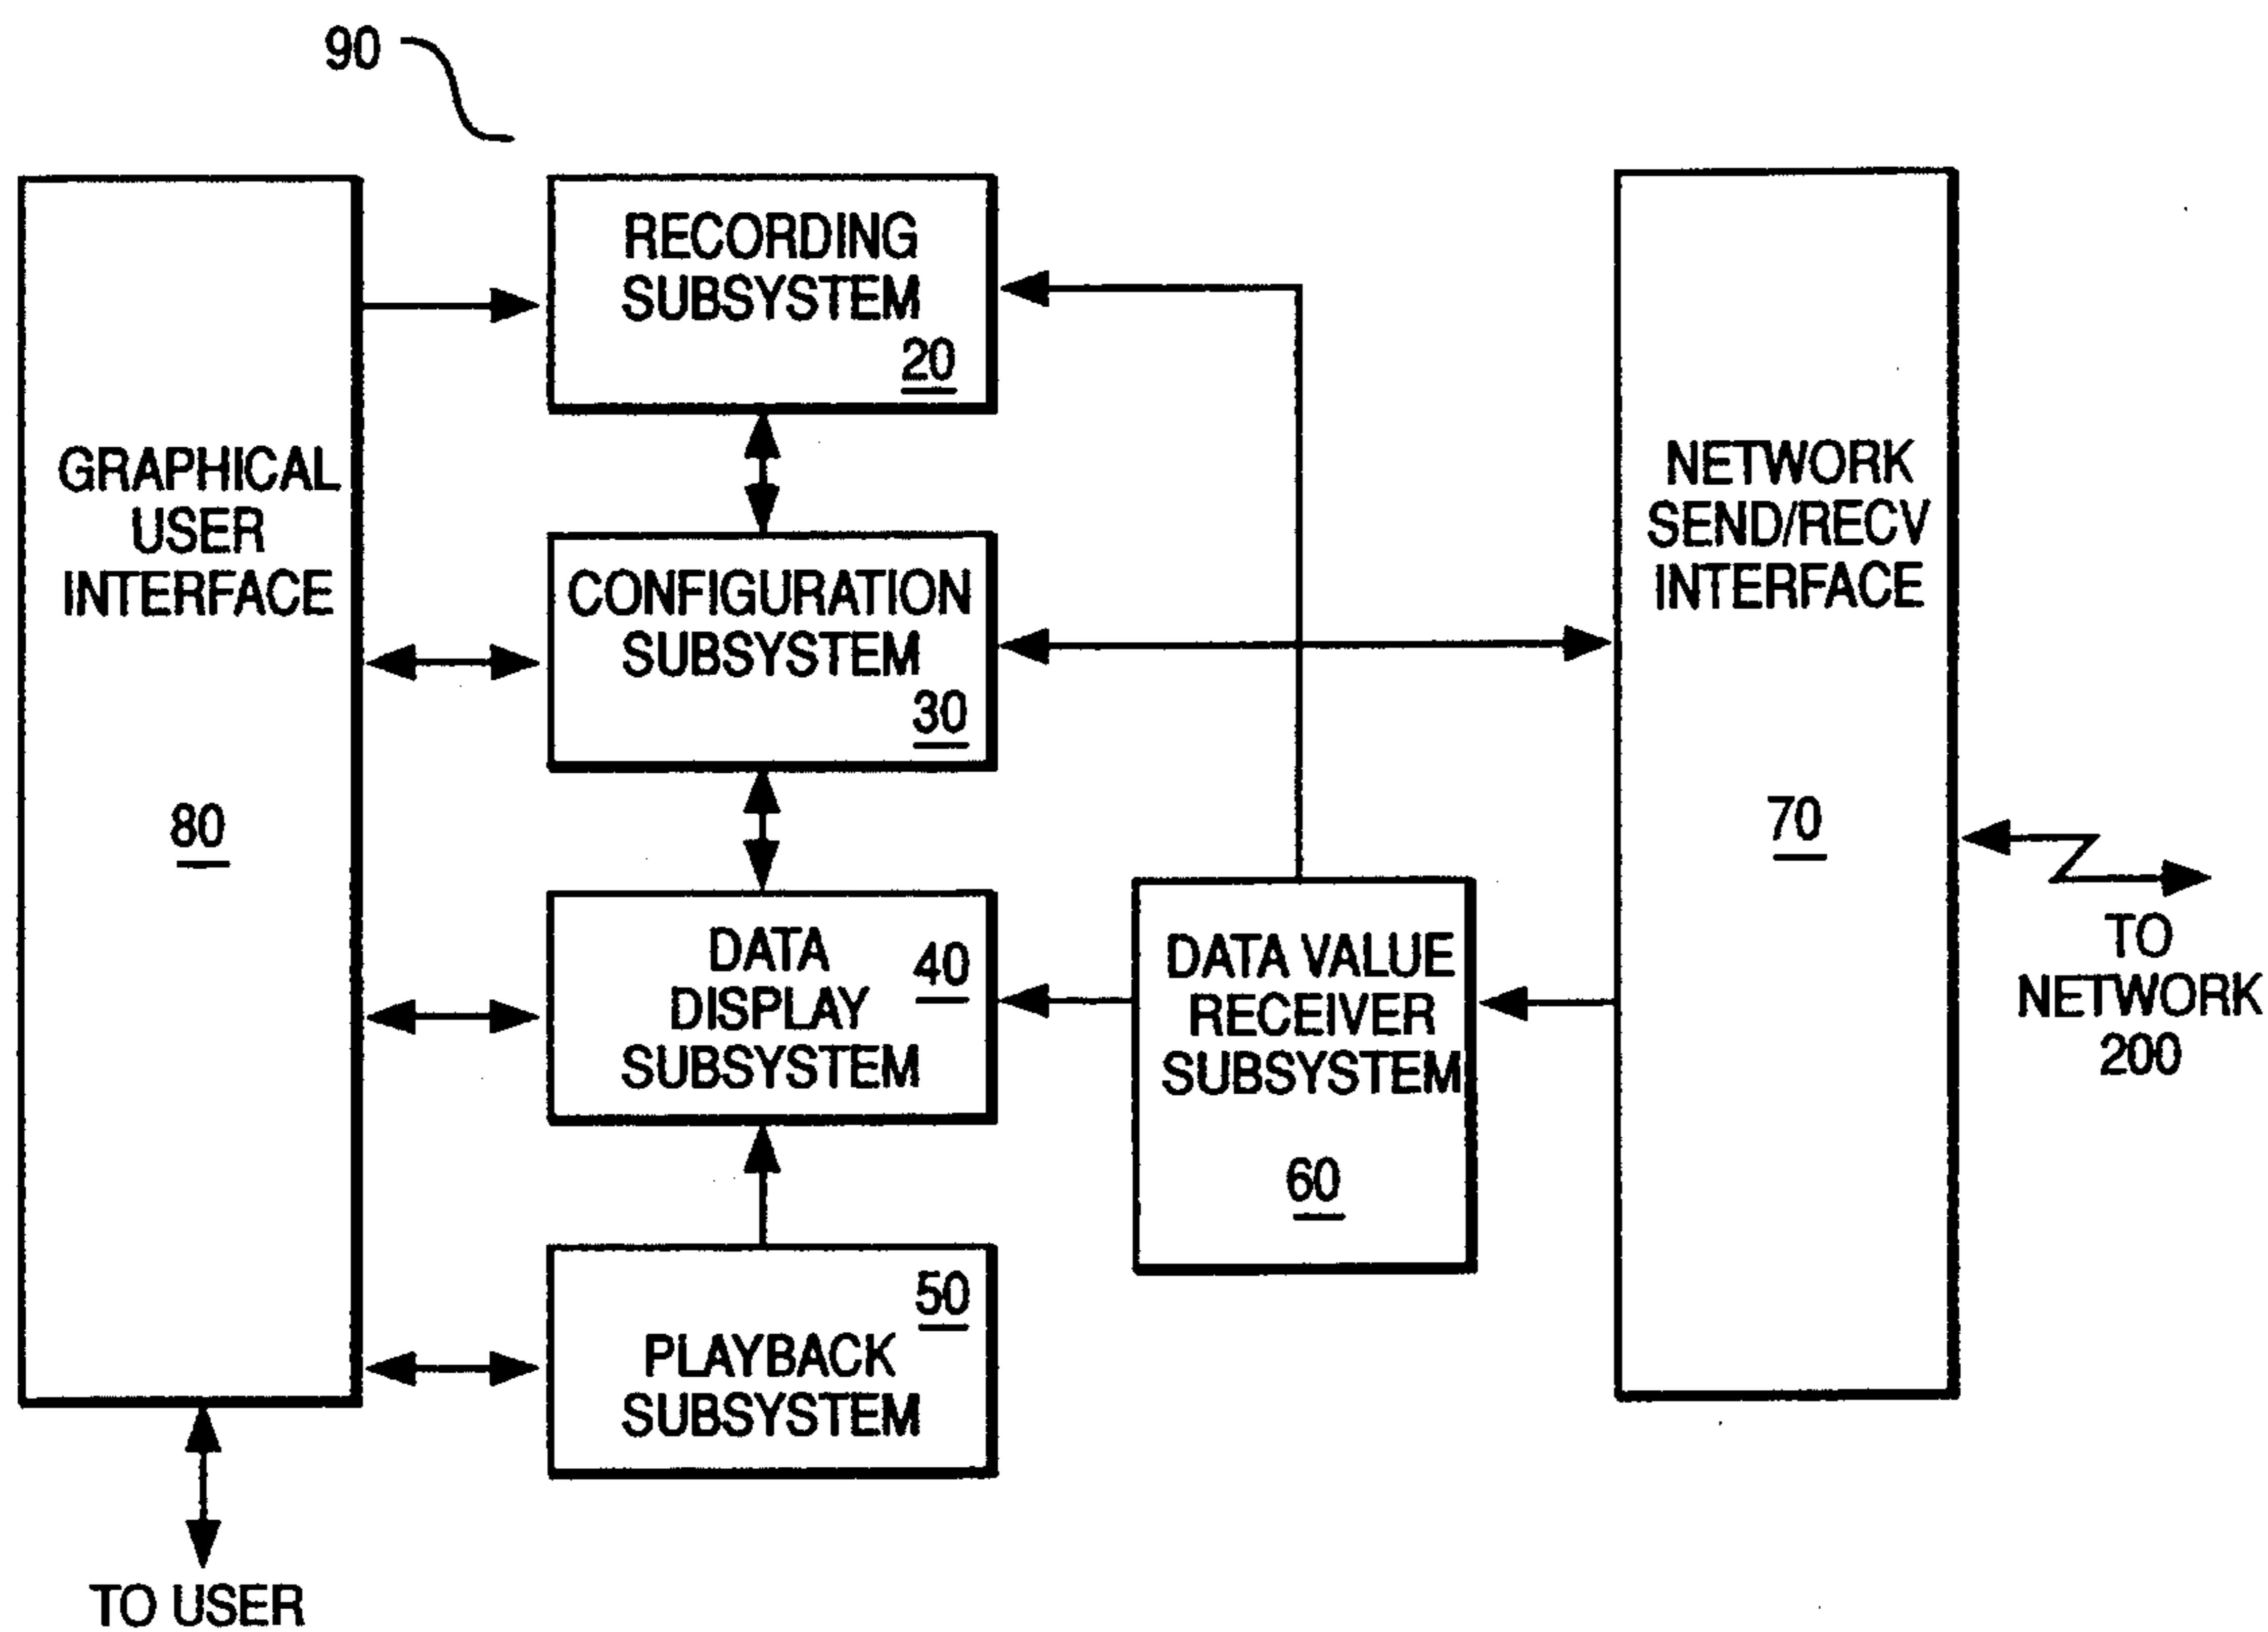 90
RECORDING
SUBSYSTEM
20
GRAPHICAL
USER
INTERFACE
80
CONFIGURATION
SUBSYSTEM
30
DATA
DISPLAY
SUBSYSTEM
40
PLAYBACK
SUBSYSTEM
50
DATA VALUE
RECEIVER
SUBSYSTEM
60
NETWORK
SEND/RECV
INTERFACE
70
TO
NETWORK
200
TO USER